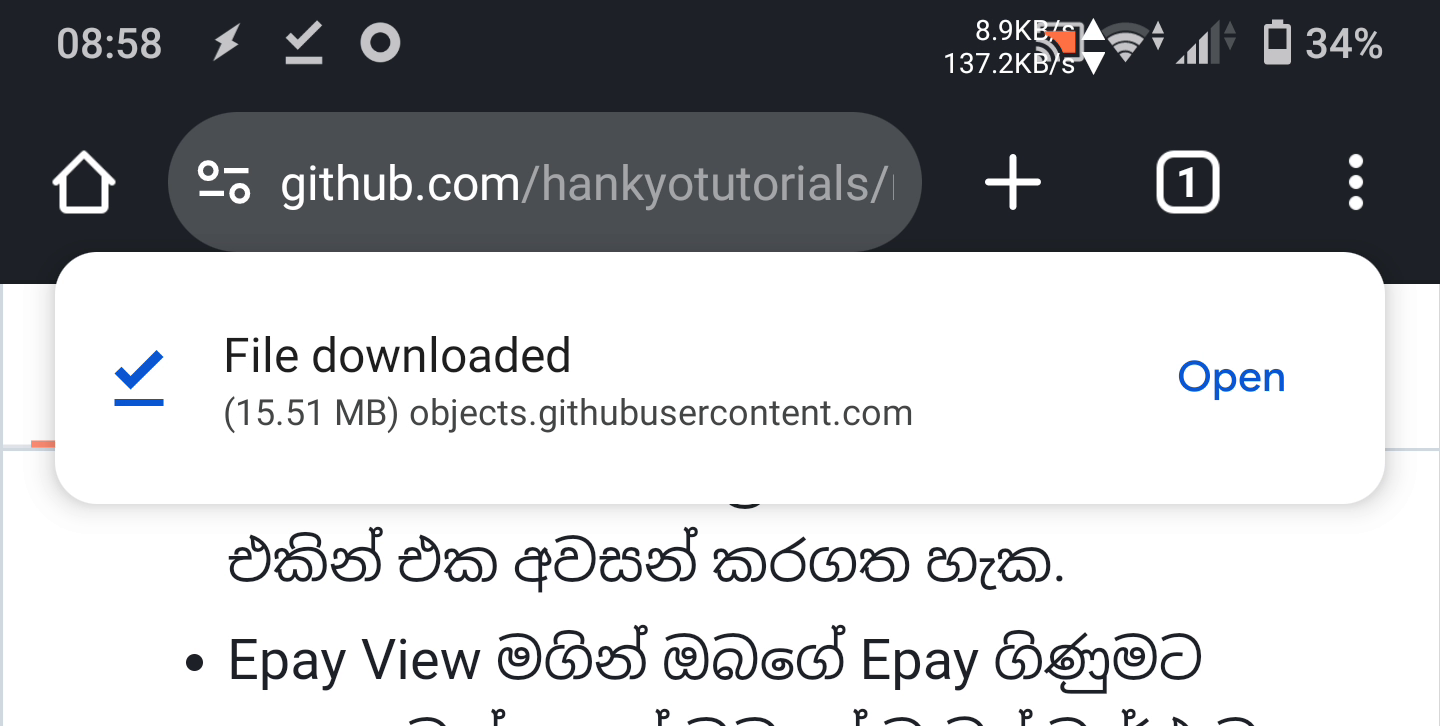 08:58
8.9KB/s
137.2KB/s
34%
github.com/hankyotutorials/
1
File downloaded
(15.51 MB) objects.githubusercontent.com
Open
එකින් එක අවසන් කරගත හැක.
Epay View මගින් ඔබගේ Epay ගිණුමට